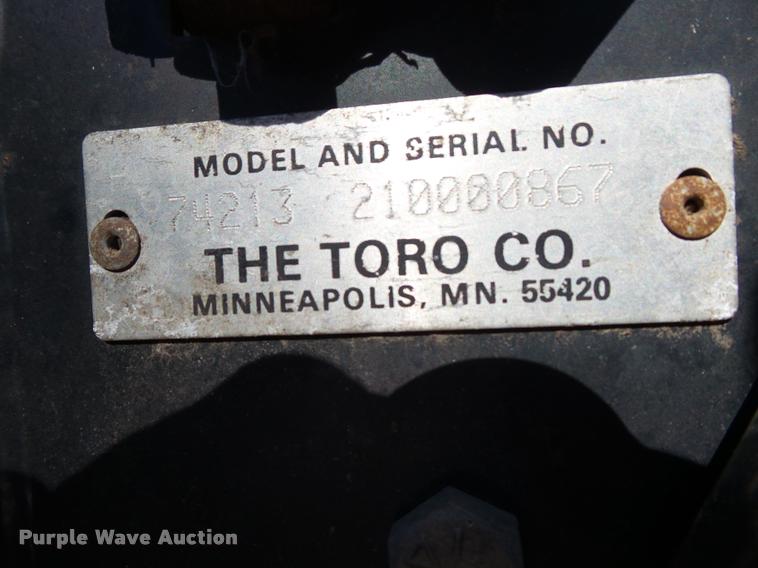 MODEL AND SERIAL NO.
74213 210000867
THE TORO CO.
MINNEAPOLIS, MN. 55420
Purple Wave Auction